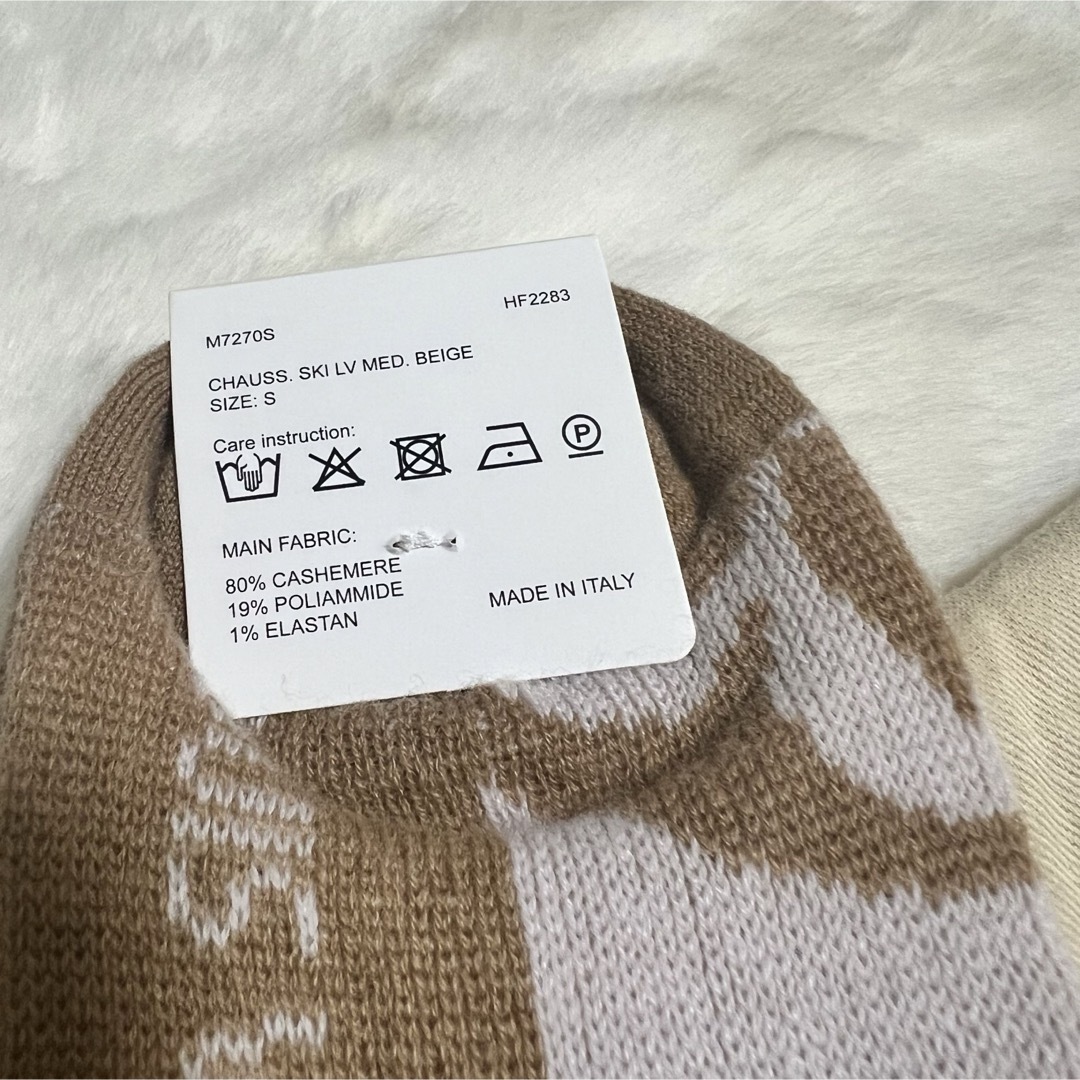 M7270S
HF2283
CHAUSS. SKI LV MED. BEIGE
SIZE: S
Care instruction:
P
MAIN FABRIC:
80% CASHEMERE
19% POLIAMMIDE
1% ELASTAN
MADE IN ITALY